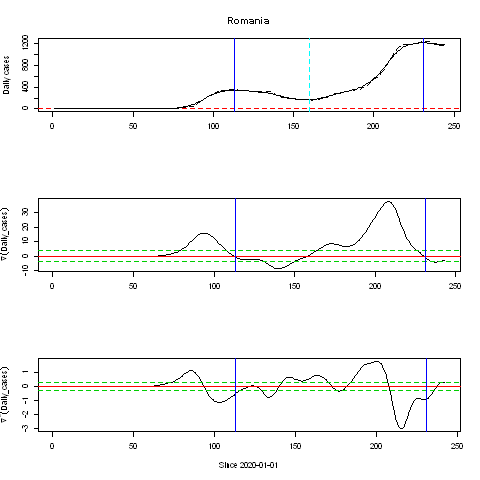 Romania
Daily cases
0 400 800 1200
0 50 100 150 200 250
∇(Daily_cases)
-10 0 10 20 30
0 50 100 150 200 250
∇ (Daily_cases)
-3 -2 -1 0 1
0 50 100 150 200 250
Since 2020-01-01